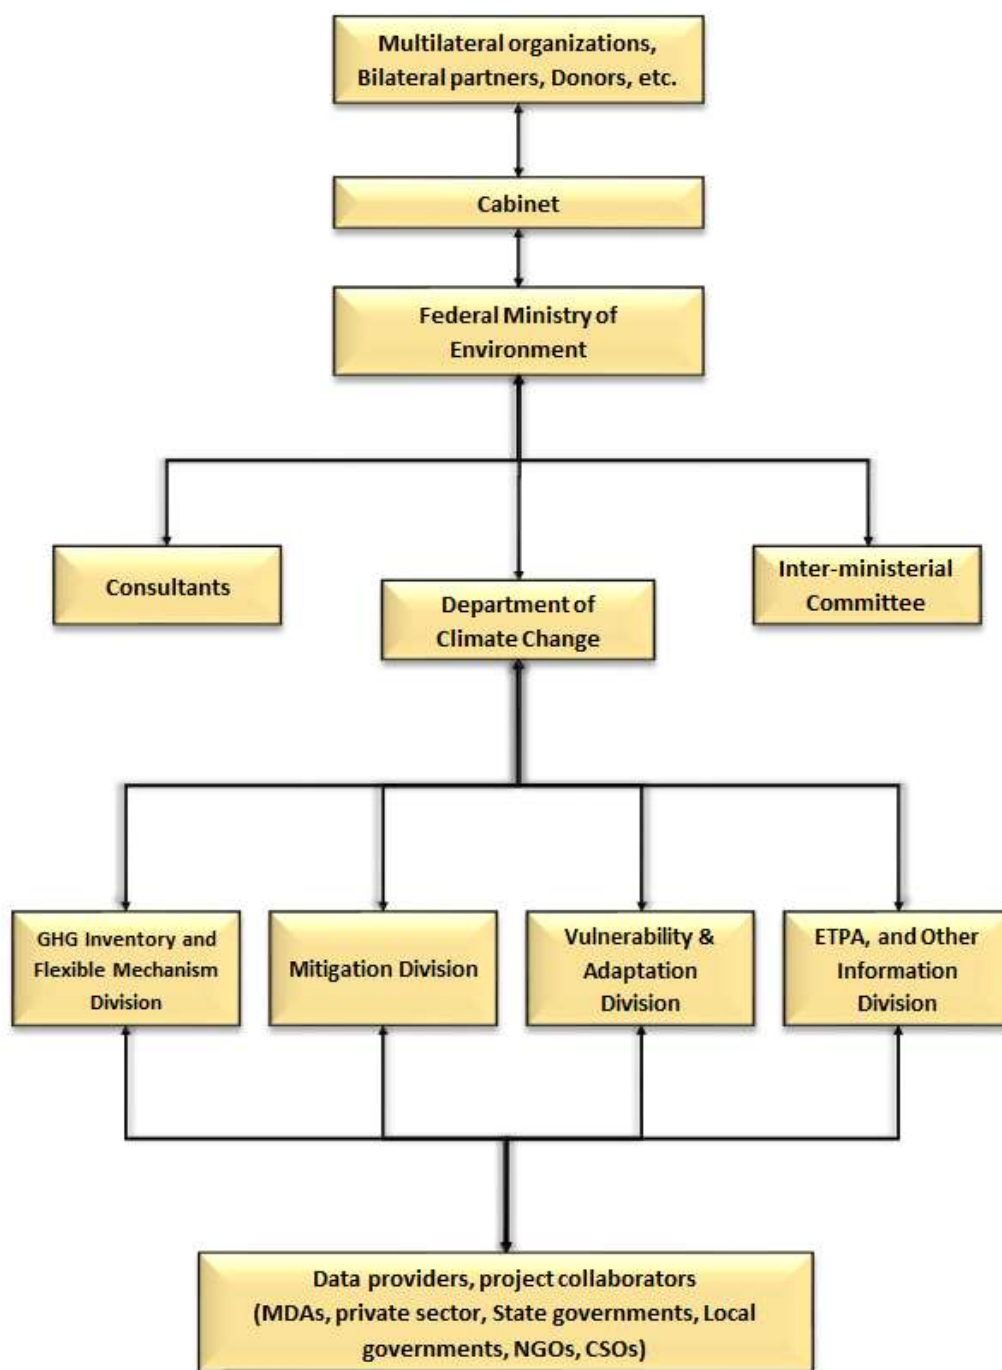 Multilateral organizations,
Bilateral partners, Donors, etc.
Cabinet
Federal Ministry of
Environment
Consultants
Inter-ministerial
Committee
Department of
Climate Change
GHG Inventory and
Flexible Mechanism
Division
Mitigation Division
Vulnerability &
Adaptation
Division
ETPA, and Other
Information
Division
Data providers, project collaborators
(MDAs, private sector, State governments, Local
governments, NGOs, CSOs)